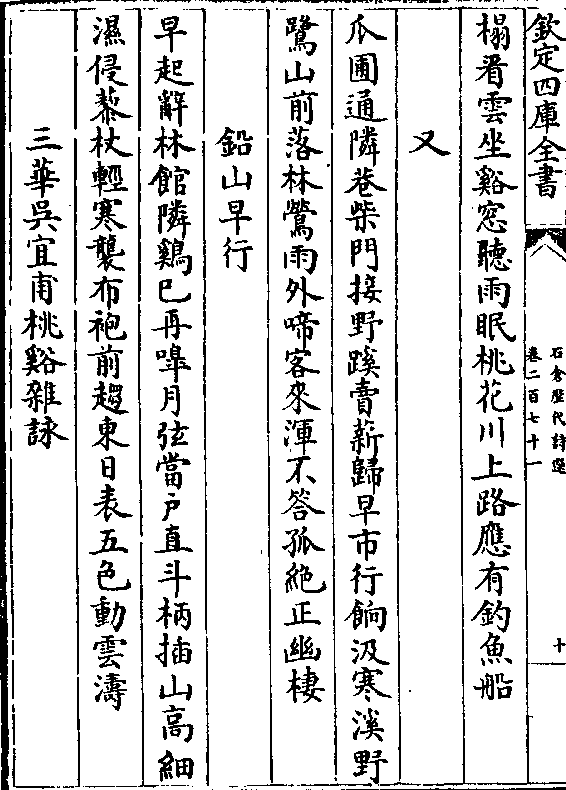 欽定四庫全書
石倉歷代詩選
卷二百七十一
十
榻看雲坐谿窓聽雨眠桃花川上路應有釣魚船
又
瓜圃通隣巷柴門接野蹊賣薪歸早市行餉汲寒溪野
鷺山前落林鶯雨外啼客來渾不答孤絶正幽棲
鉛山早行
早起辭林館隣鷄已再嘷月弦當戸直斗柄揷山高細
濕侵藜杖輕寒襲布袍前趨東日表五色動雲濤
三華吳宜甫桃谿雜詠